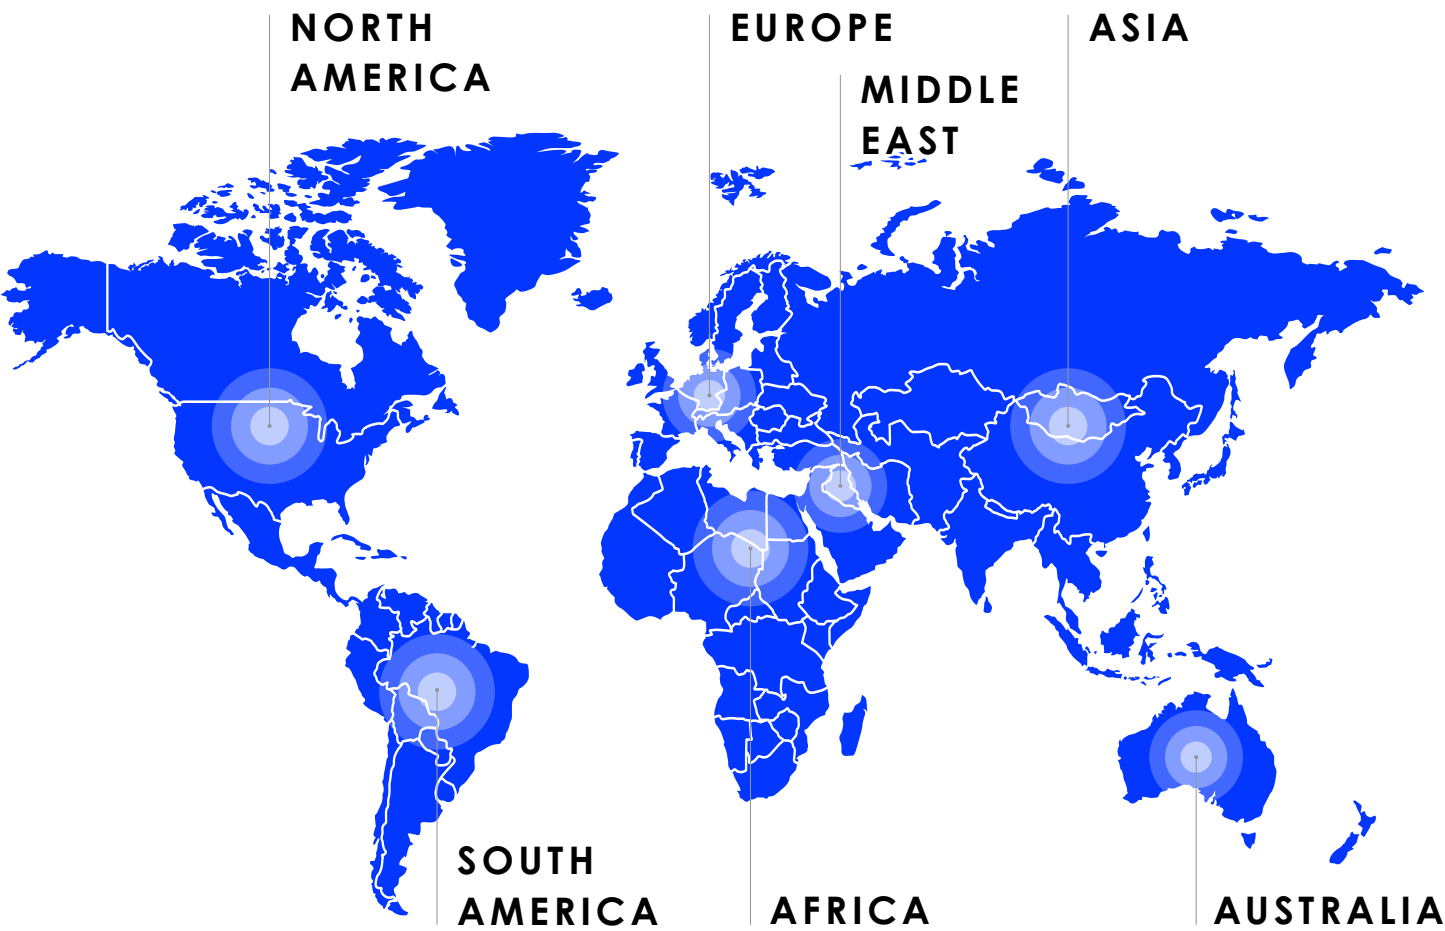 NORTH
AMERICA
EUROPE
ASIA
MIDDLE
EAST
SOUTH
AMERICA
AFRICA
AUSTRALIA